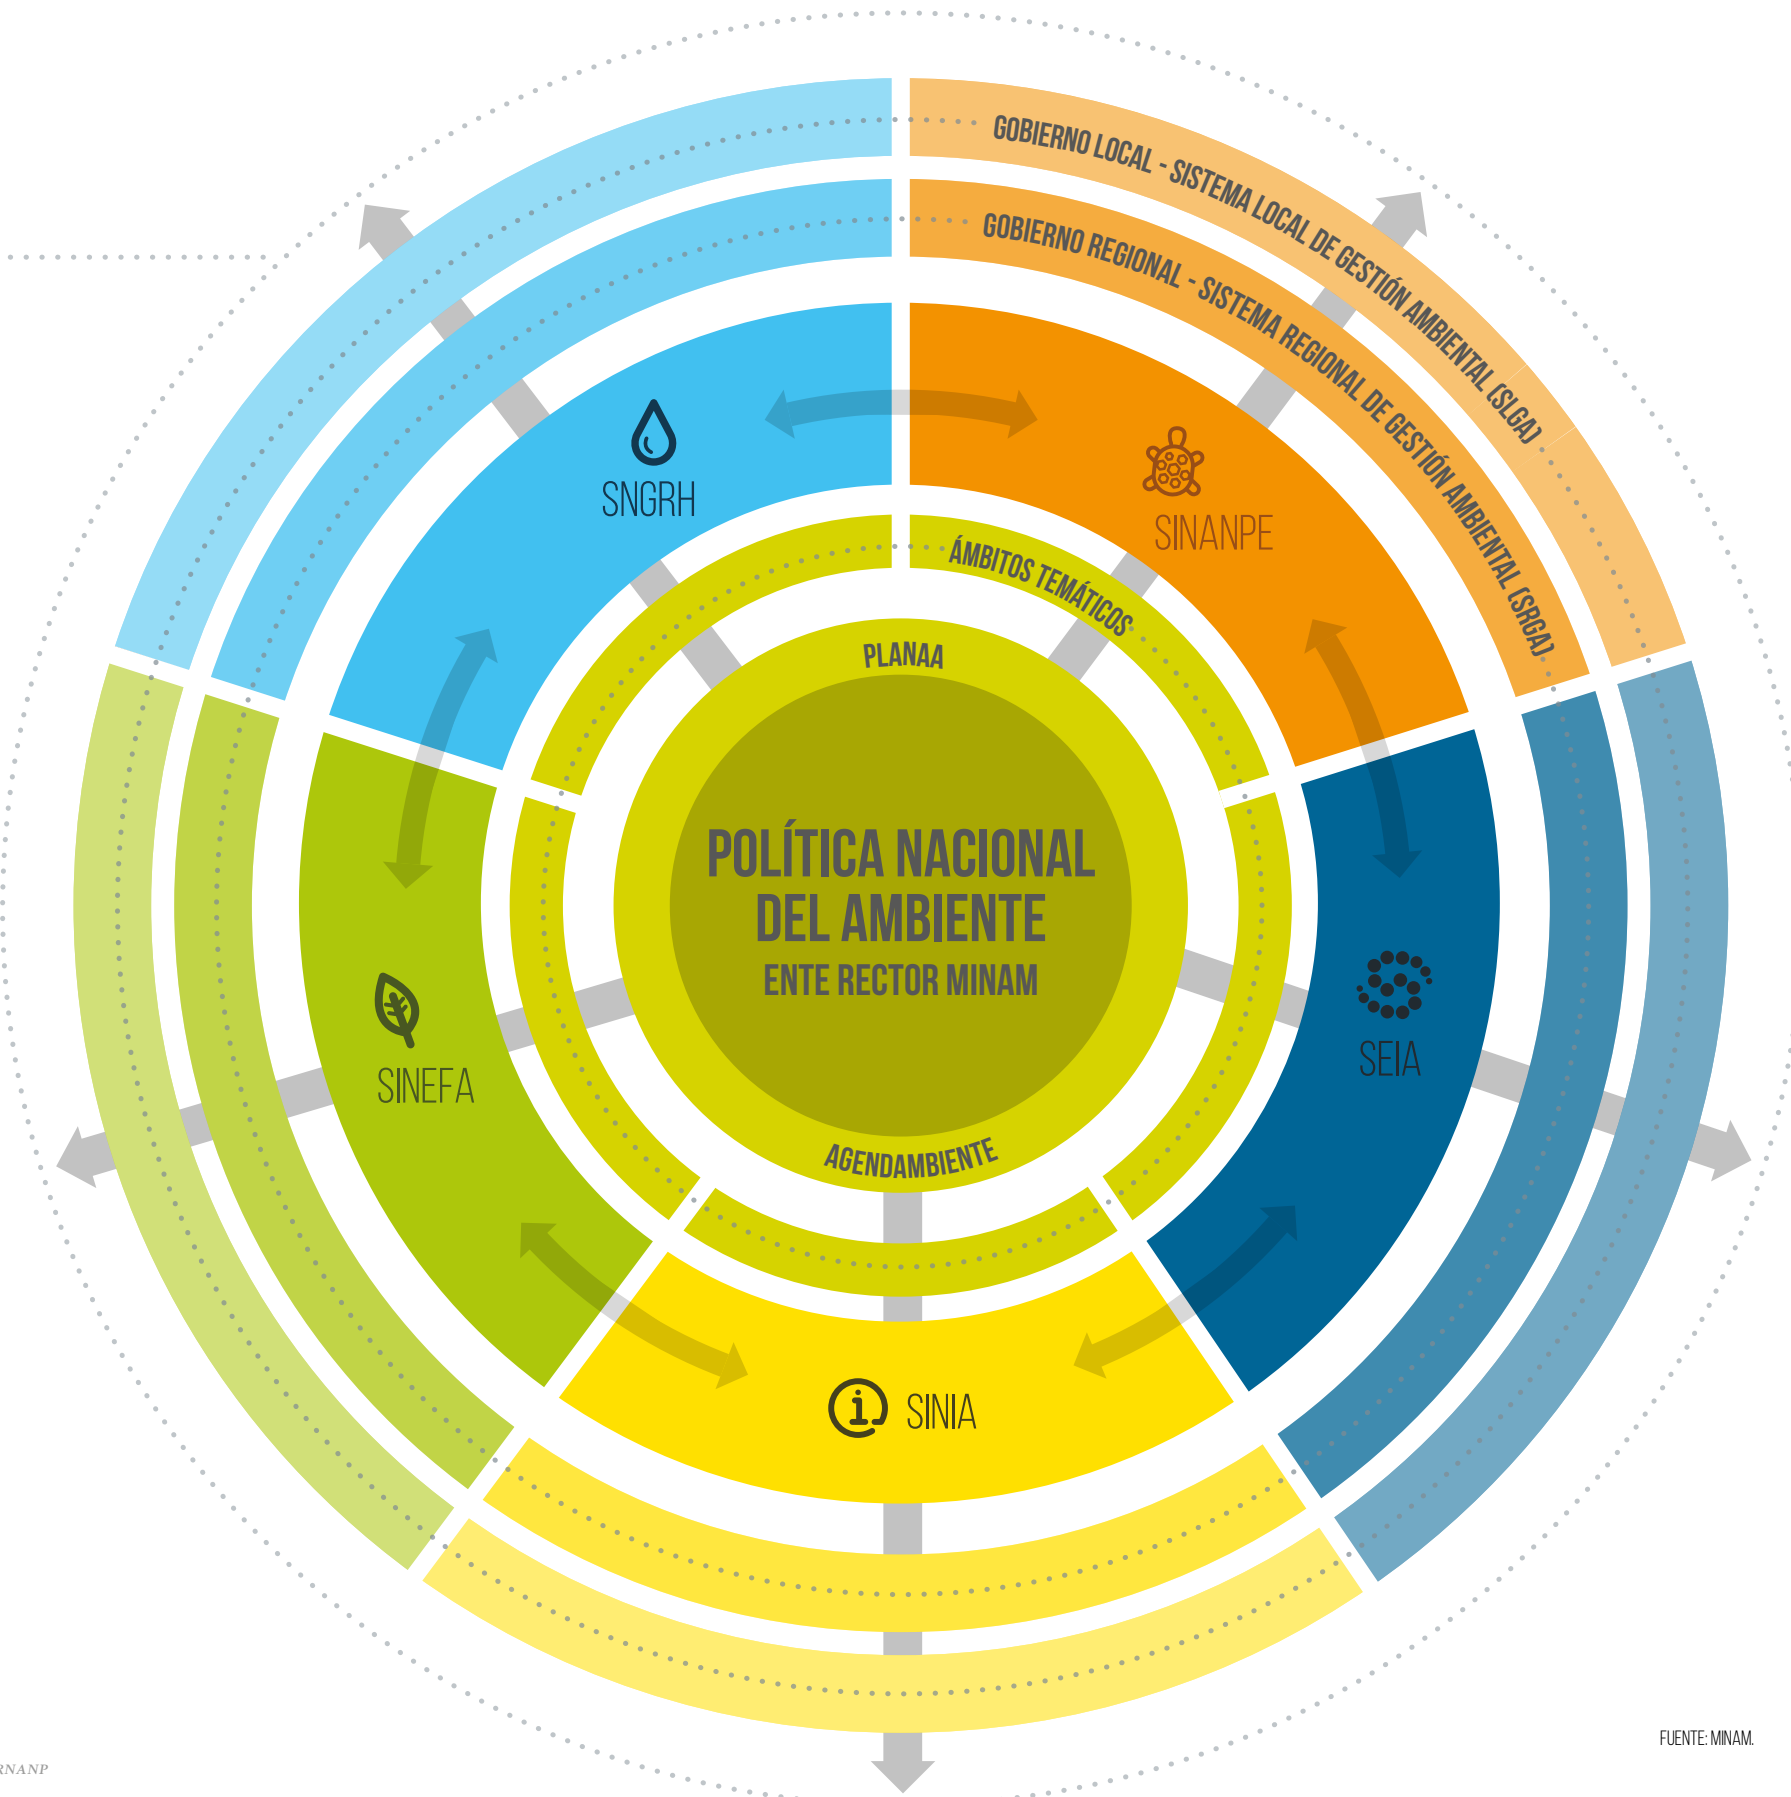 GOBIERNO LOCAL - SISTEMA LOCAL DE GESTIÓN AMBIENTAL (SLGA)
GOBIERNO REGIONAL - SISTEMA REGIONAL DE GESTIÓN AMBIENTAL (SRGA)
SNGRH
SINANPE
ÁMBITOS TEMÁTICOS
PLANAA
POLÍTICA NACIONAL
DEL AMBIENTE
ENTE RECTOR MINAM
SINEFA
SEIA
AGENDAMBIENTE
SINIA
FUENTE: MINAM.